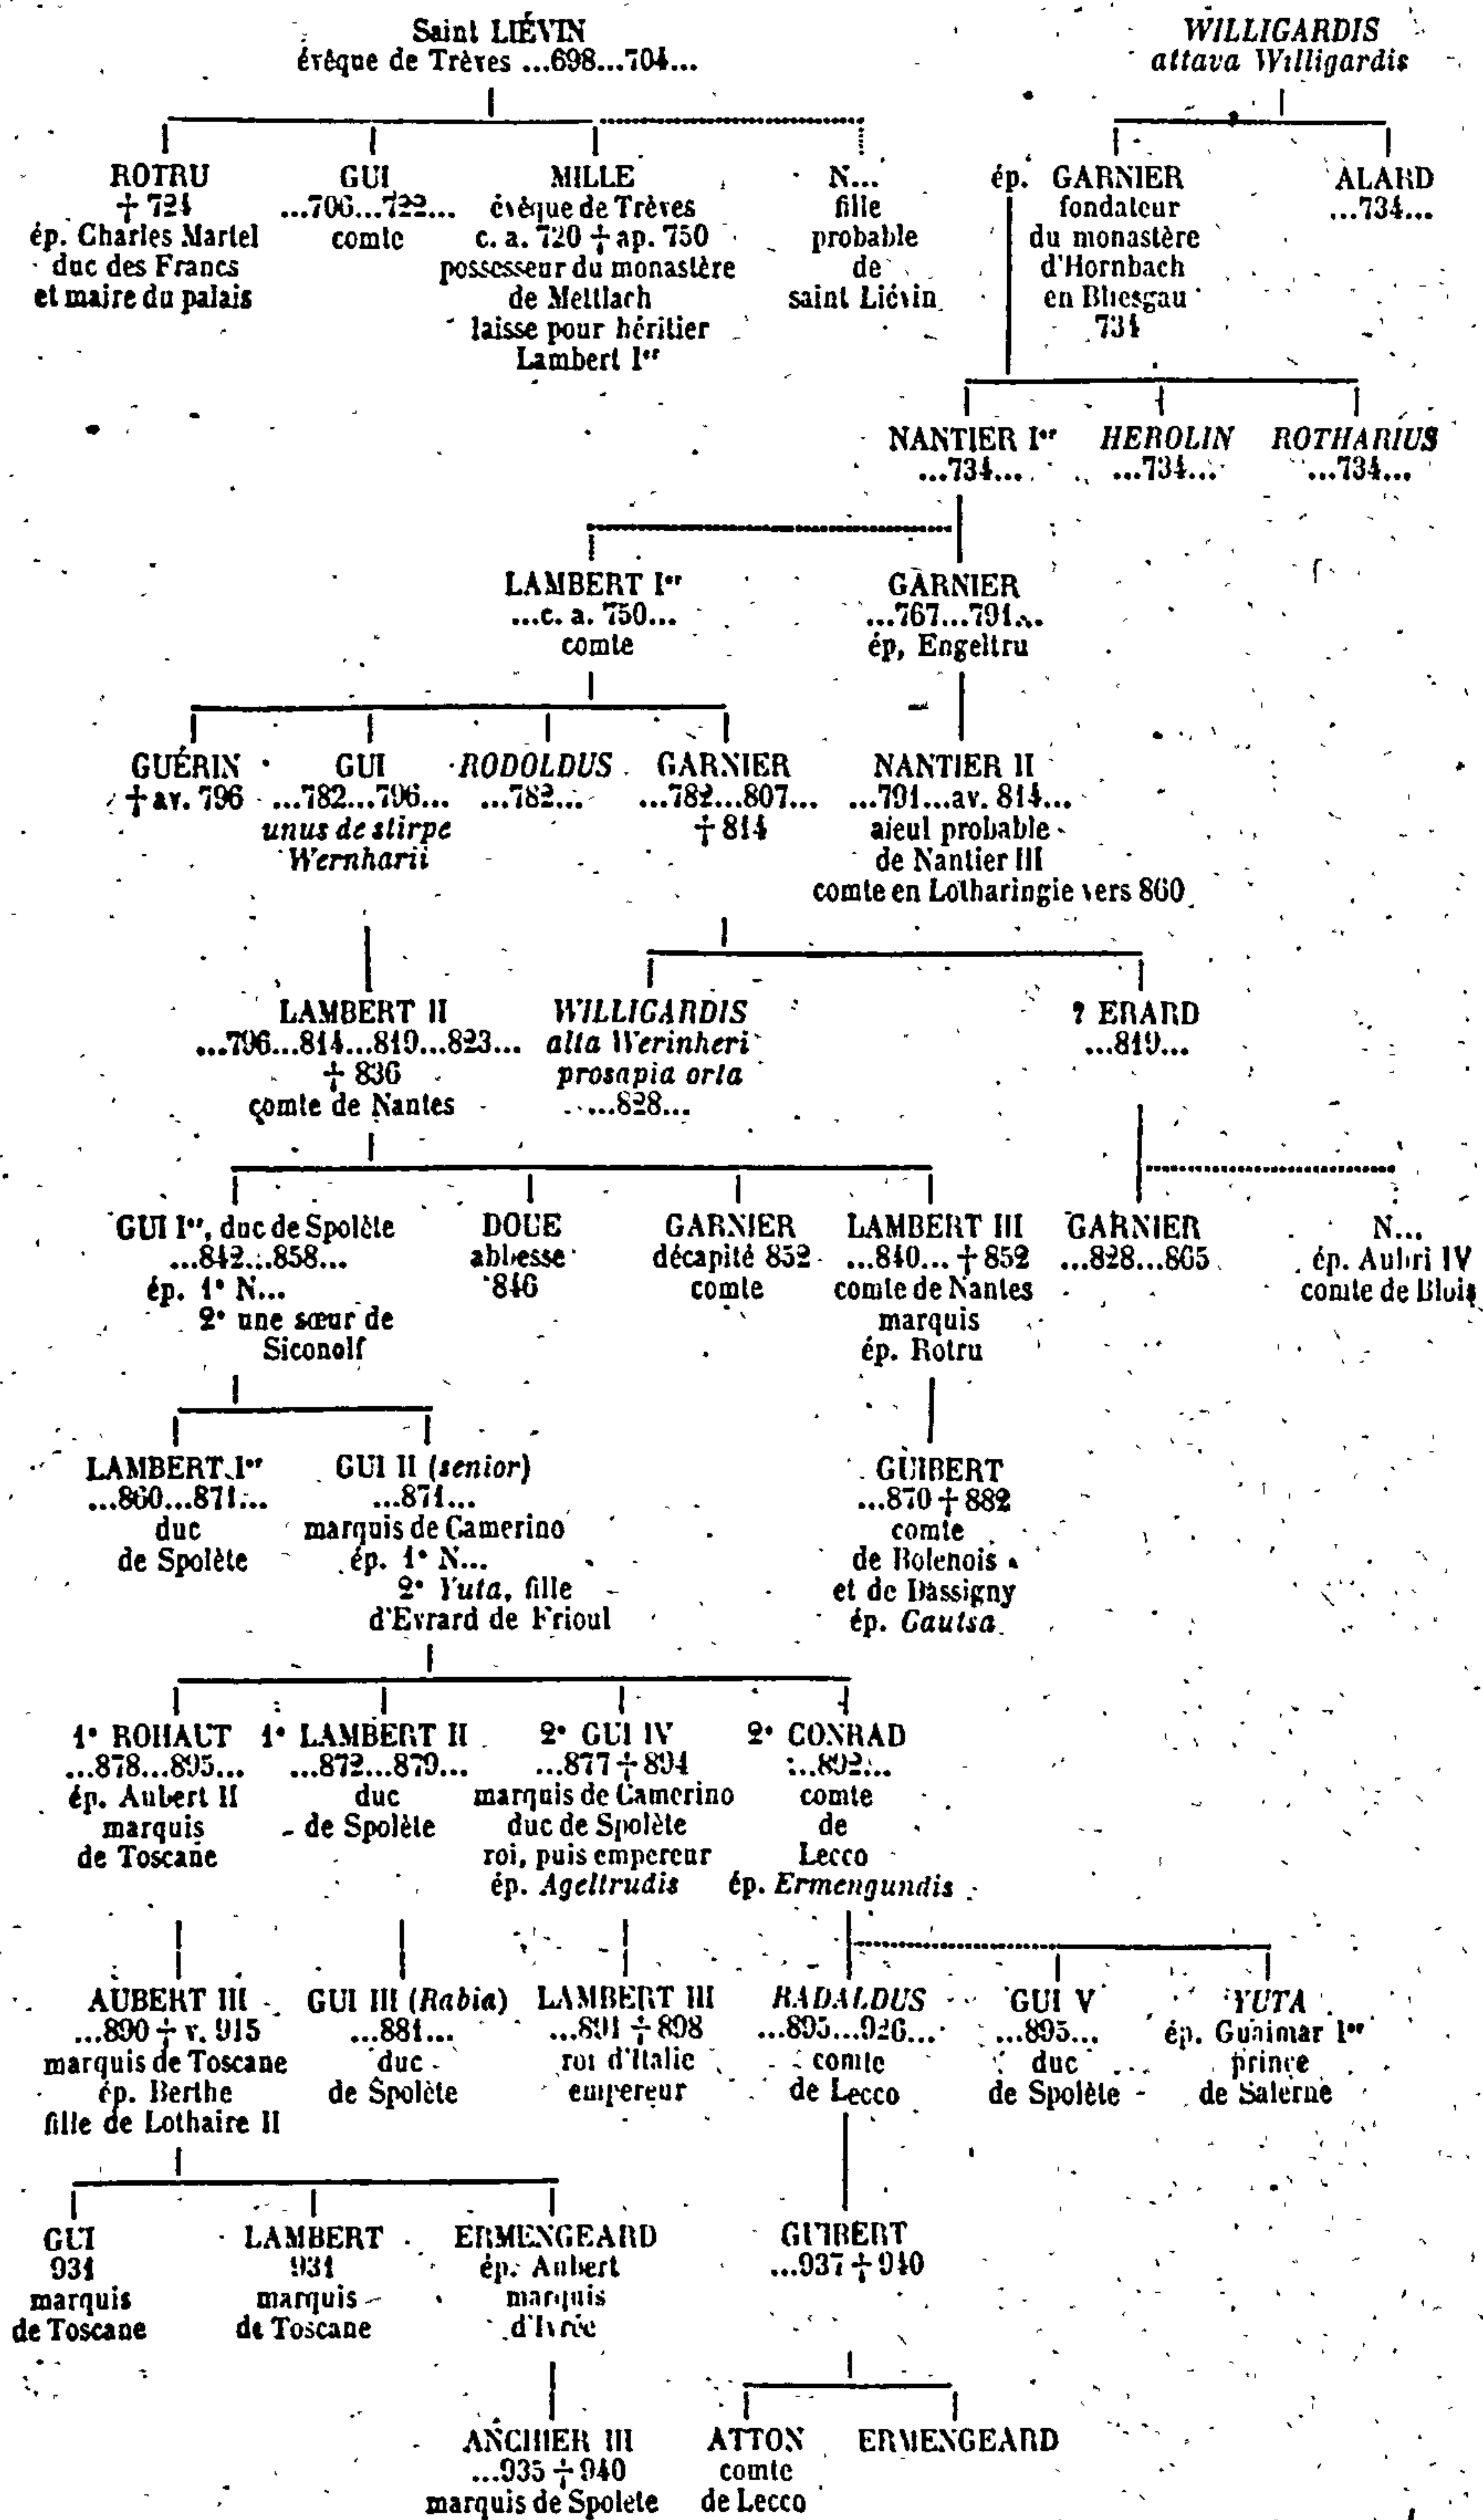 Saint LIÉVIN
évêque de Trèves ...698...704...
WILLIGARDIS
attava Willigardis
ROTRU
† 724
ép. Charles Martel
duc des Francs
et maire du palais
GUI
...706...722...
comte
MILLE
évêque de Trèves
c. a. 720 † ap. 750
possesseur du monastère
de Mettlach
laisse pour héritier
Lambert Iᵉʳ
N...
fille
probable
de
saint Liévin
ép. GARNIER
fondateur
du monastère
d'Hornbach
en Bliesgau
734
ALARD
...734...
NANTIER Iᵉʳ
...734...
HEROLIN
...734...
ROTHARIUS
...734...
LAMBERT Iᵉʳ
...c. a. 750...
comte
GARNIER
...767...791...
ép, Engeltru
GUÉRIN
† av. 796
GUI
...782...796...
unus de stirpe
Wernharii
RODOLDUS
...782...
GARNIER
...782...807...
† 814
NANTIER II
...791...av. 814...
aieul probable
de Nantier III
comte en Lotharingie vers 860
LAMBERT II
...796...814...819...823...
† 836
comte de Nantes
WILLIGARDIS
alta Werinheri
prosapia orta
...828...
? ERARD
...819...
GUI Iᵉʳ, duc de Spolète
...842...858...
ép. 1° N...
2° une sœur de
Siconolf
DOUE
abbesse
846
GARNIER
décapité 852
comte
LAMBERT III
...840... † 852
comte de Nantes
marquis
ép. Rotru
GARNIER
...828...865
N...
ép. Aubri IV
comte de Blois
LAMBERT Iᵉʳ
...860...871...
duc
de Spolète
GUI II (senior)
...871...
marquis de Camerino
ép. 1° N...
2° Yuta, fille
d'Evrard de Frioul
GUIBERT
...870 † 882
comte
de Bolenois
et de Bassigny
ép. Gautsa
1° ROHAUT
...878...895...
ép. Aubert II
marquis
de Toscane
1° LAMBERT II
...872...879...
duc
de Spolète
2° GUI IV
...877 † 894
marquis de Camerino
duc de Spolète
roi, puis empereur
ép. Ageltrudis
2° CONRAD
...892...
comte
de
Lecco
ép. Ermengundis
AUBERT III
...890 † v. 915
marquis de Toscane
ép. Berthe
fille de Lothaire II
GUI III (Rabia)
...881...
duc
de Spolète
LAMBERT III
...891 † 898
roi d'Italie
empereur
RADALDUS
...895...926...
comte
de Lecco
GUI V
...895...
duc
de Spolète
YUTA
ép. Guaimar Iᵉʳ
prince
de Salerne
GUI
931
marquis
de Toscane
LAMBERT
931
marquis
de Toscane
ERMENGEARD
ép. Aubert
marquis
d'Ivrée
GUIBERT
...937 † 940
ANCHIER III
...935 † 940
marquis de Spolete
ATTON
comte
de Lecco
ERMENGEARD